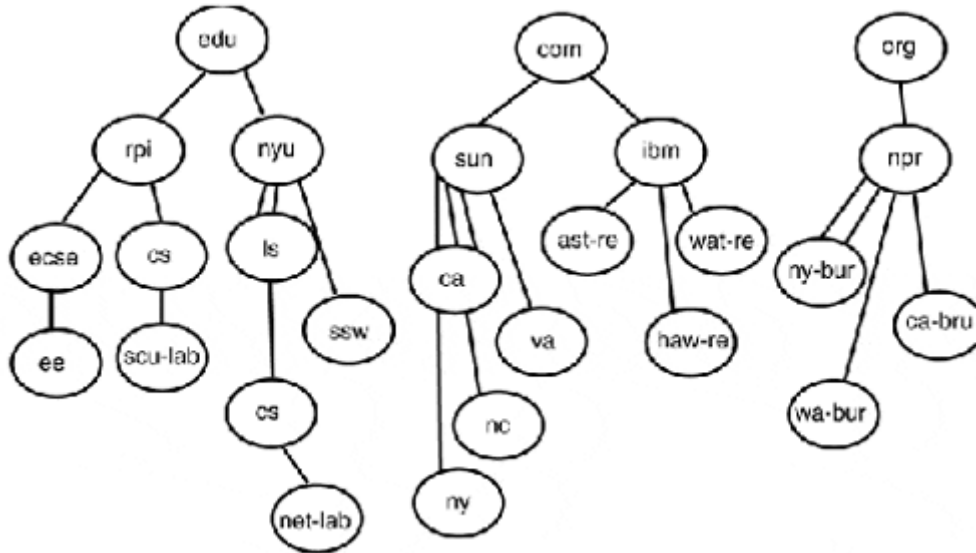 edu
com
org
rpi
nyu
sun
ibm
npr
ecse
cs
ls
ca
ast-re
wat-re
ny-bur
ee
scu-lab
ssw
va
haw-re
ca-bru
cs
nc
wa-bur
ny
net-lab